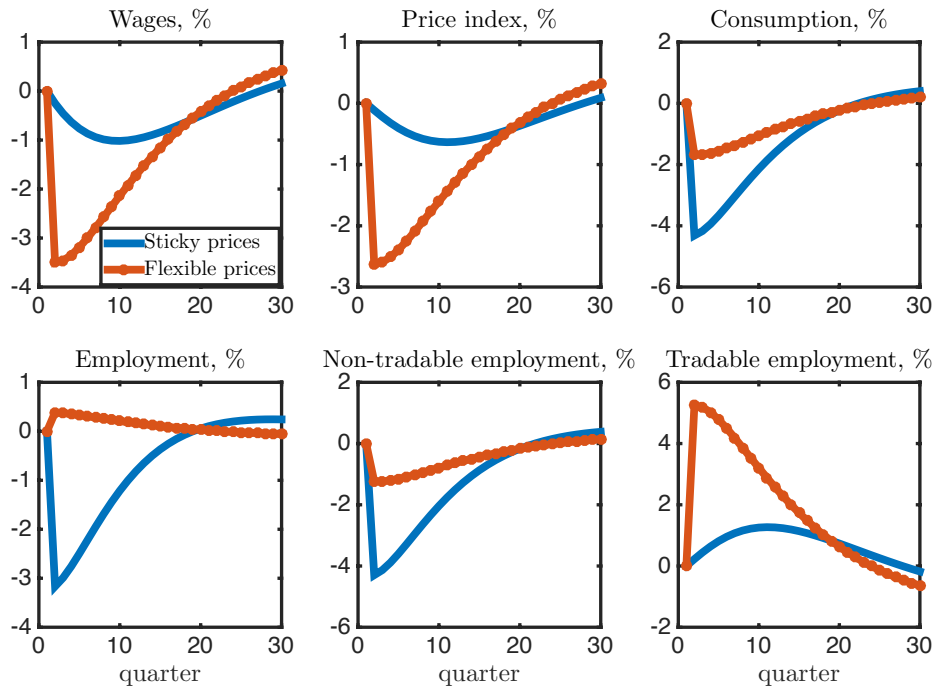 Wages, %
1
0
-1
-2
-3
-4
0 10 20 30
Sticky prices
Flexible prices
Price index, %
1
0
-1
-2
-3
0 10 20 30
Consumption, %
2
0
-2
-4
-6
0 10 20 30
Employment, %
1
0
-1
-2
-3
-4
0 10 20 30
quarter
Non-tradable employment, %
2
0
-2
-4
-6
0 10 20 30
quarter
Tradable employment, %
6
4
2
0
-2
0 10 20 30
quarter